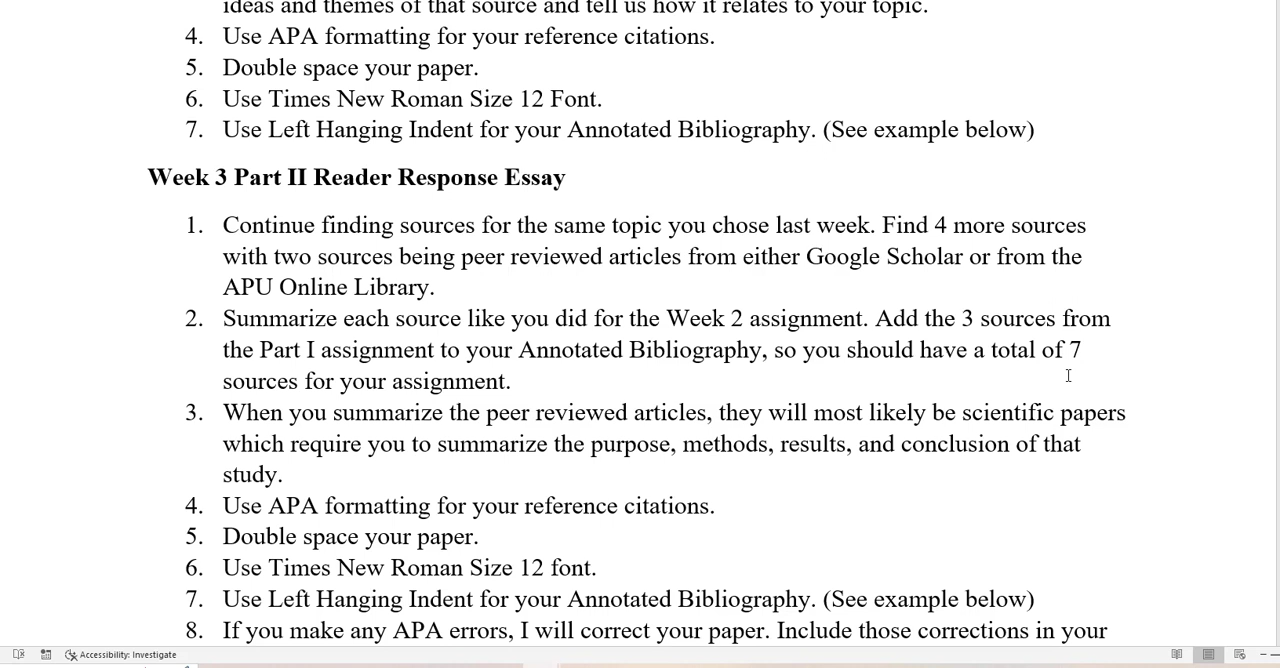 ideas and themes of that source and tell us how it relates to your topic.
4. Use APA formatting for your reference citations.
5. Double space your paper.
6. Use Times New Roman Size 12 Font.
7. Use Left Hanging Indent for your Annotated Bibliography. (See example below)
Week 3 Part II Reader Response Essay
1. Continue finding sources for the same topic you chose last week. Find 4 more sources
with two sources being peer reviewed articles from either Google Scholar or from the
APU Online Library.
2. Summarize each source like you did for the Week 2 assignment. Add the 3 sources from
the Part I assignment to your Annotated Bibliography, so you should have a total of 7
sources for your assignment.
3. When you summarize the peer reviewed articles, they will most likely be scientific papers
which require you to summarize the purpose, methods, results, and conclusion of that
study.
4. Use APA formatting for your reference citations.
5. Double space your paper.
6. Use Times New Roman Size 12 font.
7. Use Left Hanging Indent for your Annotated Bibliography. (See example below)
8. If you make any APA errors, I will correct your paper. Include those corrections in your
Accessibility: Investigate